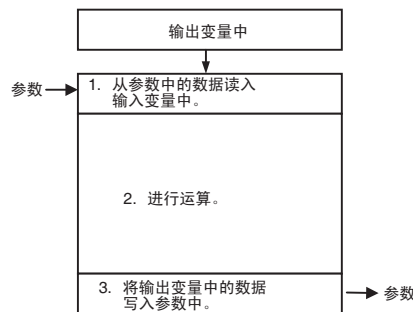 输出变量中
参数
1. 从参数中的数据读入
输入变量中。
2. 进行运算。
3. 将输出变量中的数据
写入参数中。
参数